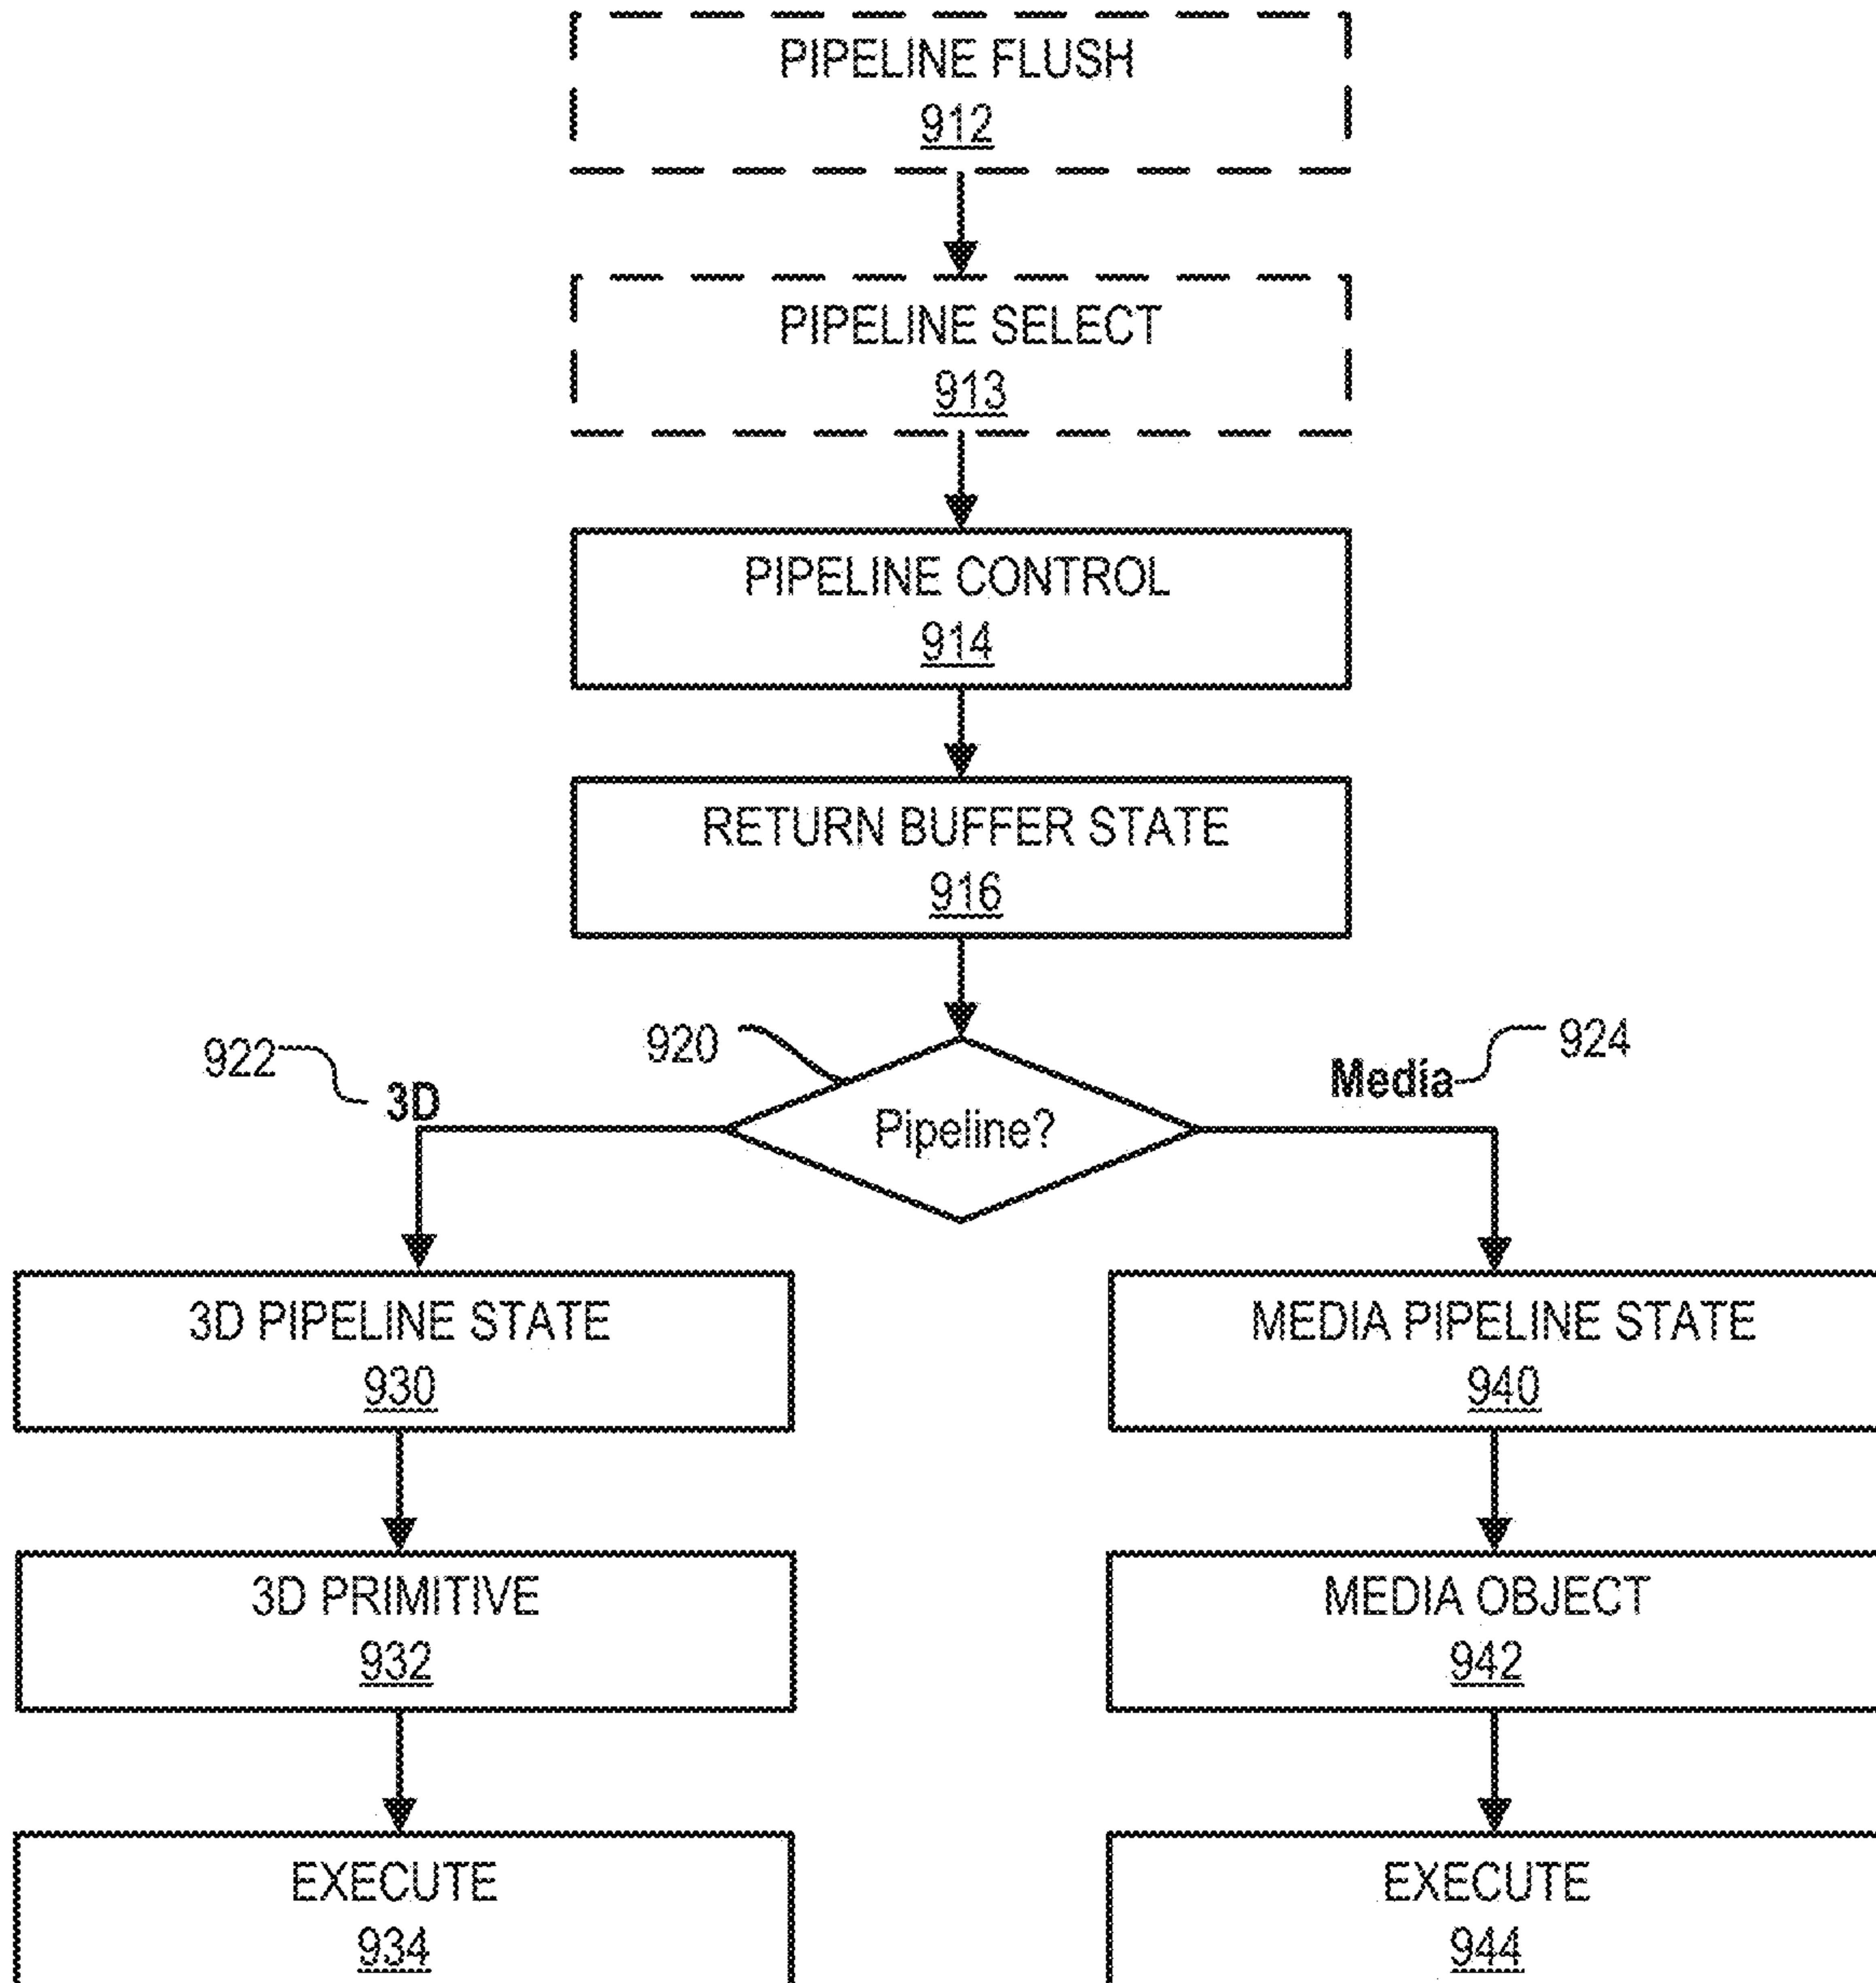 PIPELINE FLUSH
912
PIPELINE SELECT
913
PIPELINE CONTROL
914
RETURN BUFFER STATE
916
922
920
924
3D
Media
Pipeline?
3D PIPELINE STATE
930
MEDIA PIPELINE STATE
940
3D PRIMITIVE
932
MEDIA OBJECT
942
EXECUTE
934
EXECUTE
944